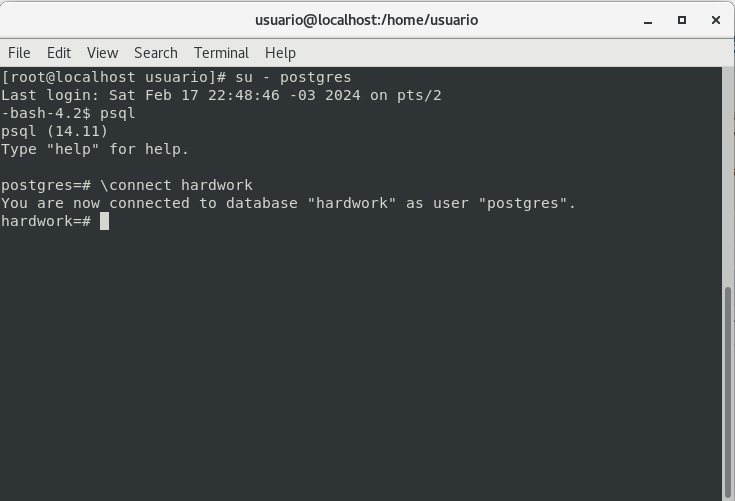 usuario@localhost:/home/usuario
File Edit View Search Terminal Help
[root@localhost usuario]# su - postgres
Last login: Sat Feb 17 22:48:46 -03 2024 on pts/2
-bash-4.2$ psql
psql (14.11)
Type "help" for help.

postgres=# \connect hardwork
You are now connected to database "hardwork" as user "postgres".
hardwork=#